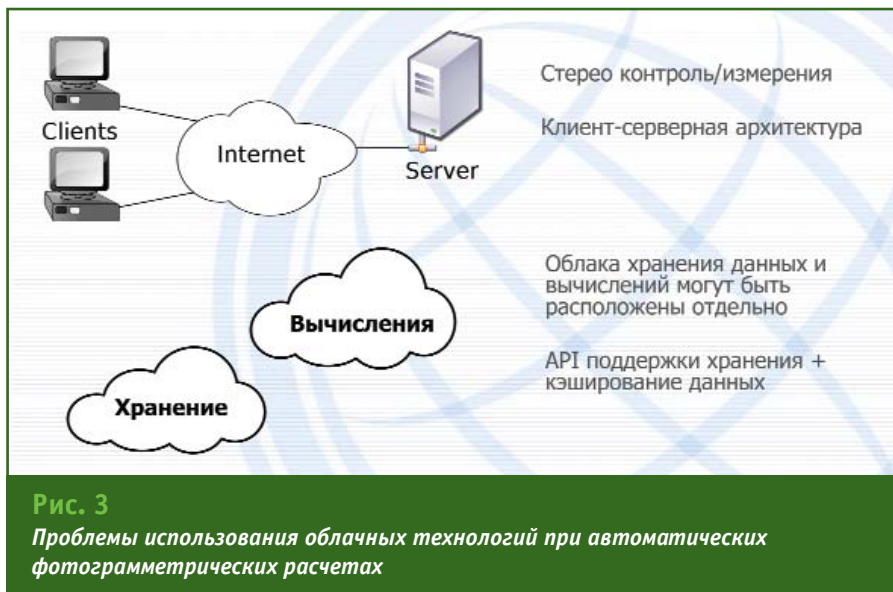 Clients
Internet
Server
Стерео контроль/измерения
Клиент-серверная архитектура
Вычисления
Хранение
Облака хранения данных и
вычислений могут быть
расположены отдельно
API поддержки хранения +
кэширование данных
Рис. 3
Проблемы использования облачных технологий при автоматических
фотограмметрических расчетах